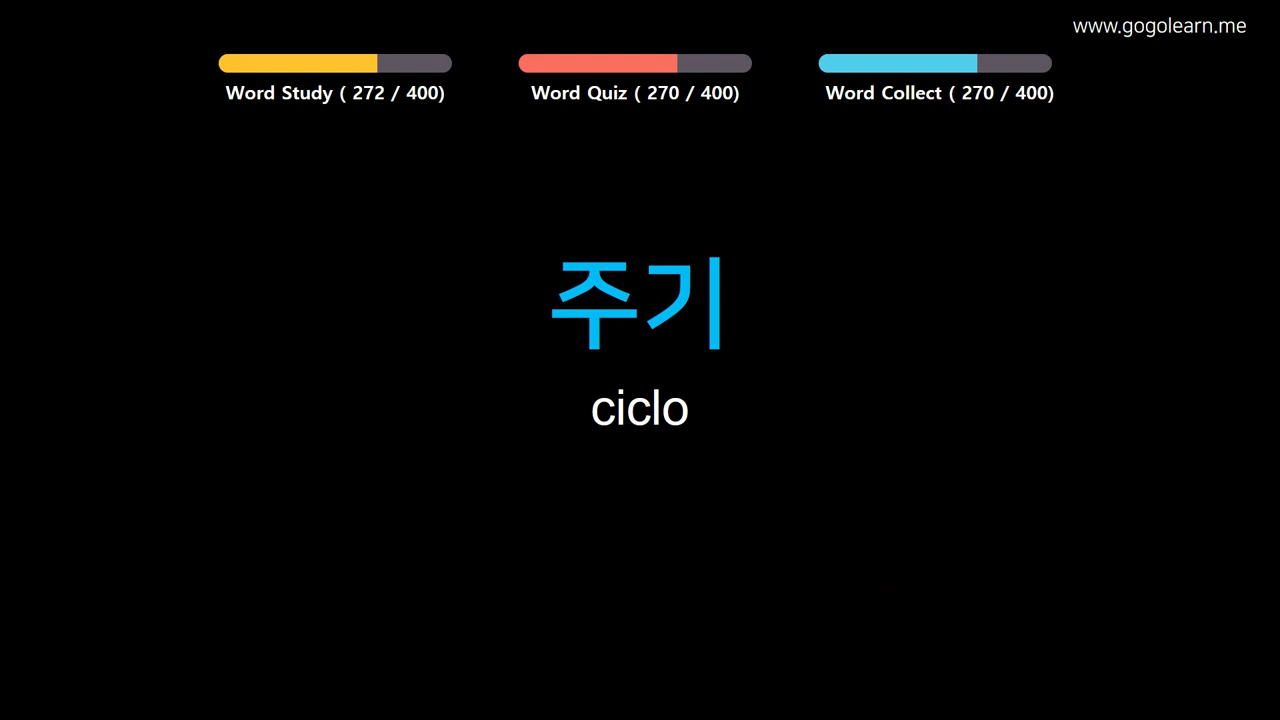 www.gogolearn.me
Word Study ( 272 / 400)
Word Quiz ( 270 / 400)
Word Collect ( 270 / 400)
주기
ciclo